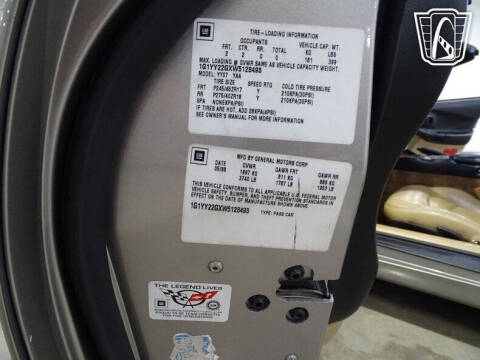 GM
TIRE - LOADING INFORMATION
OCCUPANTS VEHICLE CAP. WT.
FRT. CTR. RR. TOTAL KG LBS
2 0 0 2 181 399
MAX. LOADING @ GVWR SAME AS VEHICLE CAPACITY WEIGHT.
1G1YY22GXW5128493
MODEL YY07 YAA
TIRE SIZE SPEED RTG COLD TIRE PRESSURE
FRT P245/45ZR17 Y 210KPA(30PSI)
RR P275/40ZR18 Y 210KPA(30PSI)
SPA NONE
IF TIRES ARE HOT, ADD 28KPA(4PSI)
SEE OWNER'S MANUAL FOR MORE INFORMATION
GM
MFD BY GENERAL MOTORS CORP
DATE GVWR GAWR FRT GAWR RR
1697 KG 811 KG 886 KG
3740 LB 1787 LB 1953 LB
THIS VEHICLE CONFORMS TO ALL APPLICABLE U.S. FEDERAL MOTOR
VEHICLE SAFETY, BUMPER, AND THEFT PREVENTION STANDARDS IN
EFFECT ON THE DATE OF MANUFACTURE SHOWN ABOVE.
1G1YY22GXW5128493 TYPE: PASS CAR
THE LEGEND LIVES
GM